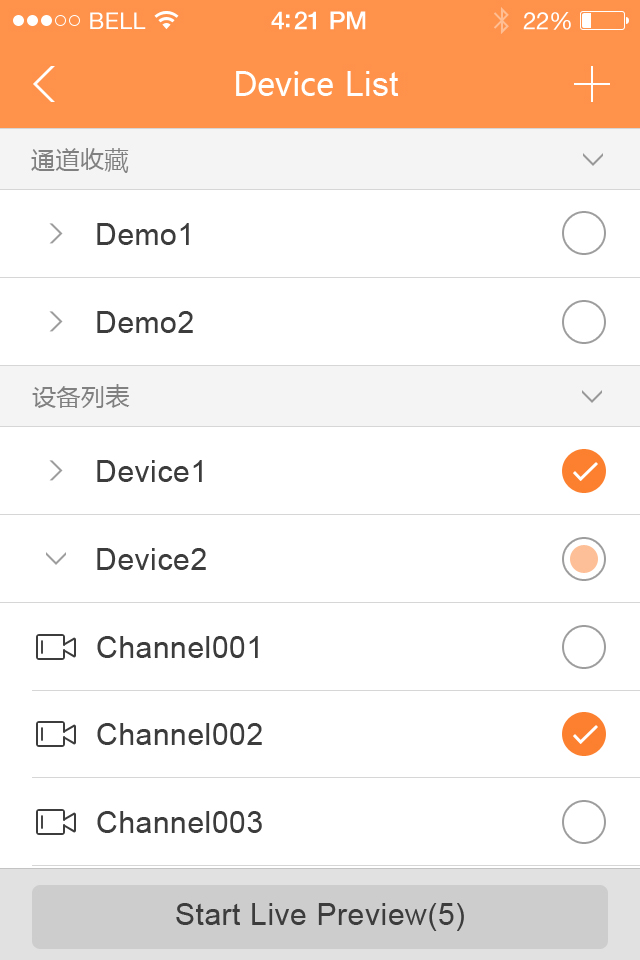 BELL 4:21 PM 22%
Device List
通道收藏
Demo1
Demo2
设备列表
Device1
Device2
Channel001
Channel002
Channel003
Start Live Preview(5)